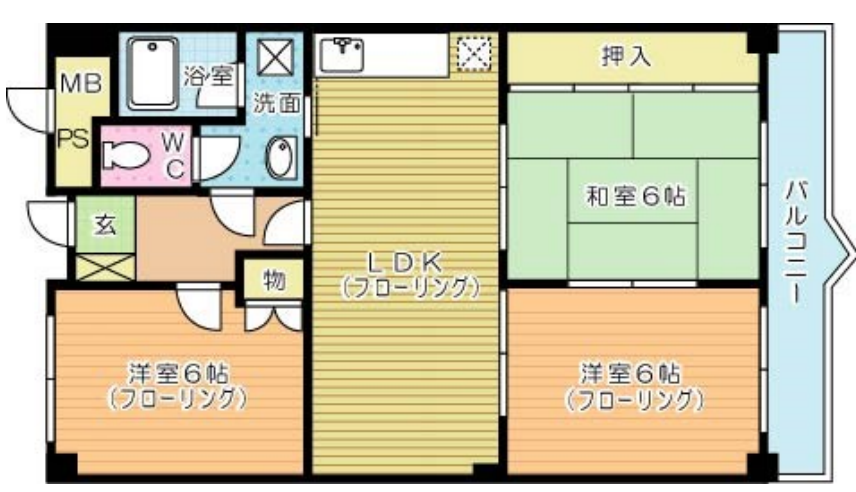 MB
PS
浴室
洗面
WC
玄
物
洋室6帖
(フローリング)
LDK
(フローリング)
押入
和室6帖
洋室6帖
(フローリング)
バルコニー